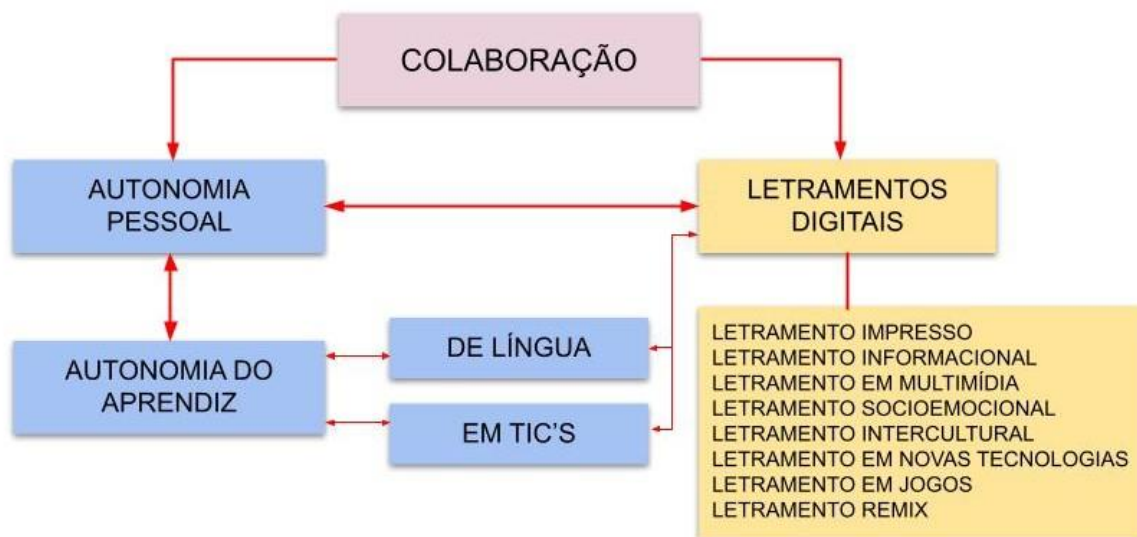 COLABORAÇÃO
AUTONOMIA
PESSOAL
LETRAMENTOS
DIGITAIS
AUTONOMIA DO
APRENDIZ
DE LÍNGUA
EM TIC'S
LETRAMENTO IMPRESSO
LETRAMENTO INFORMACIONAL
LETRAMENTO EM MULTIMÍDIA
LETRAMENTO SOCIOEMOCIONAL
LETRAMENTO INTERCULTURAL
LETRAMENTO EM NOVAS TECNOLOGIAS
LETRAMENTO EM JOGOS
LETRAMENTO REMIX